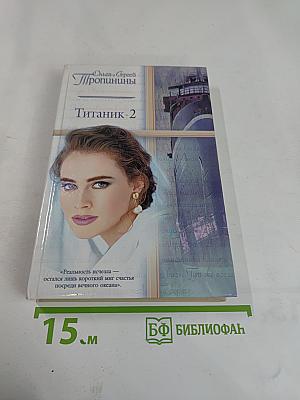 Ольга и Сергей
Тропинины
Титаник-2
«Реальность исчезла —
остался лишь короткий миг счастья
посреди вечного океана».
15.м
БФ БИБЛИОФАН